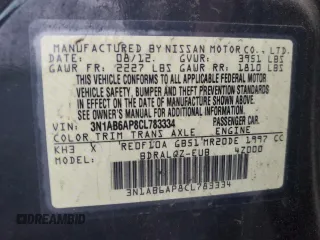 MANUFACTURED BY NISSAN MOTOR CO., LTD.
DATE: 08/12 GVWR: 3951 LBS
GAWR FR: 2227 LBS GAWR RR: 1810 LBS
THIS VEHICLE CONFORMS TO ALL APPLICABLE FEDERAL MOTOR
VEHICLE SAFETY, BUMPER AND THEFT PREVENTION STANDARDS
IN EFFECT ON THE DATE OF MANUFACTURE SHOWN ABOVE.
SEE OWNER'S MANUAL FOR ADDITIONAL INFORMATION.
VIN: 3N1AB6AP8CL783334 PASSENGER CAR
COLOR TRIM TRANS AXLE ENGINE
KH3 X RE0F10A GB51 MR20DE 1997 CC
BDRALQZ-EUB 4Z000
3N1AB6AP8CL783334
© AUTOBIDMASTER